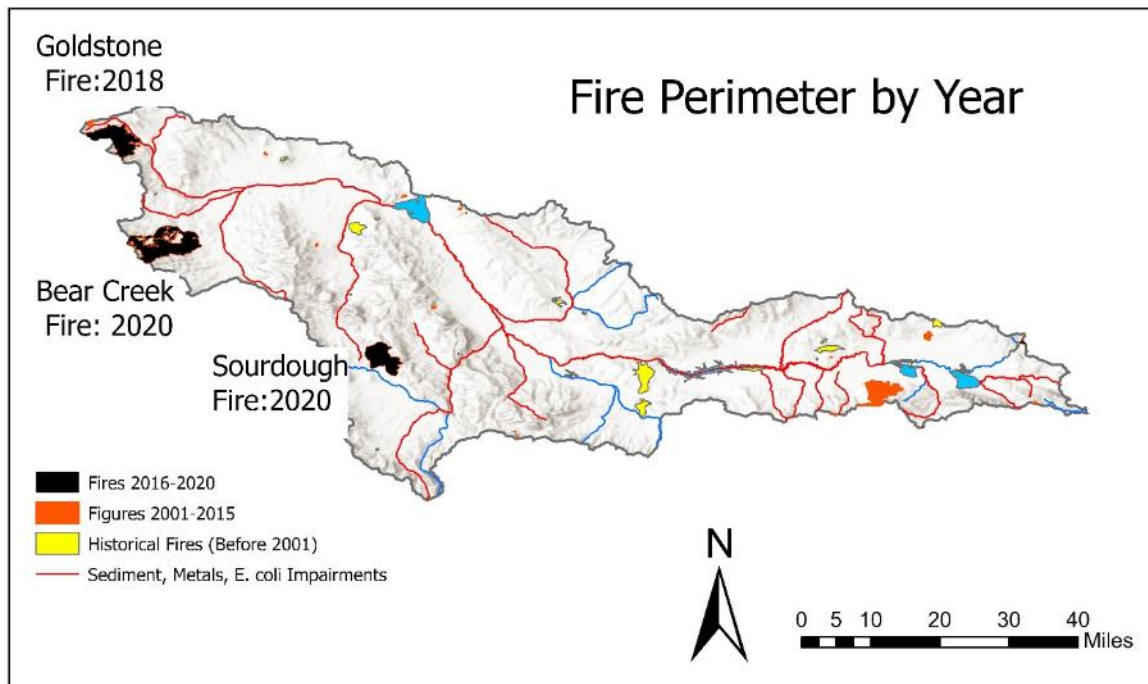 Goldstone
Fire:2018
Fire Perimeter by Year
Bear Creek
Fire: 2020
Sourdough
Fire:2020
Fires 2016-2020
Figures 2001-2015
Historical Fires (Before 2001)
Sediment, Metals, E. coli Impairments
N
0 5 10 20 30 40
Miles